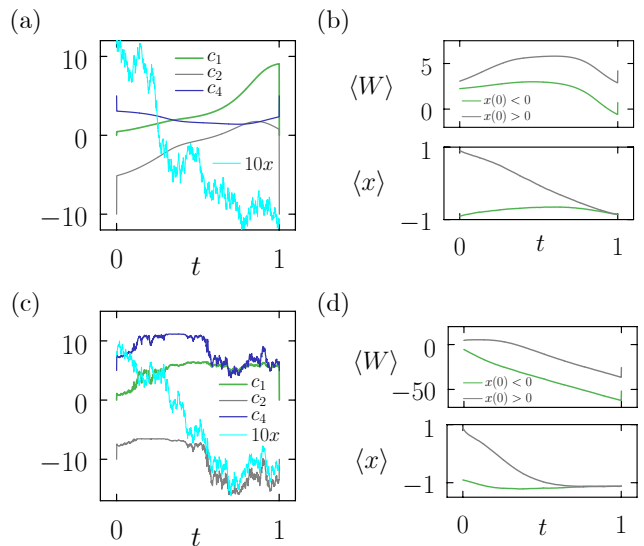 (a)
10
0
−10
c1
c2
c4
10x
0
1
t
(b)
⟨W⟩
5
0
x(0) < 0
x(0) > 0
⟨x⟩
1
−1
0
1
t
(c)
10
0
−10
c1
c2
c4
10x
0
1
t
(d)
⟨W⟩
0
−50
x(0) < 0
x(0) > 0
⟨x⟩
1
−1
0
1
t